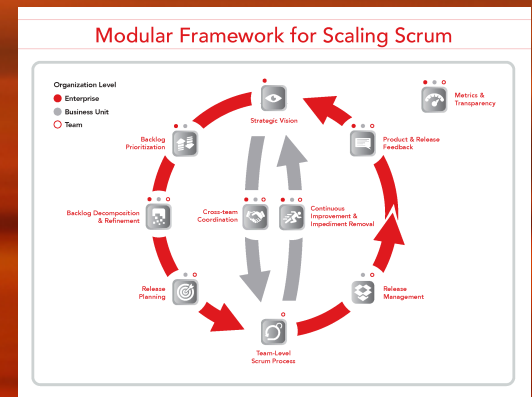 Modular Framework for Scaling Scrum
Organization Level
Enterprise
Business Unit
Team
Strategic Vision
Metrics &
Transparency
Backlog
Prioritization
Product & Release
Feedback
Backlog Decomposition
& Refinement
Cross-team
Coordination
Continuous
Improvement &
Impediment Removal
Release
Planning
Release
Management
Team-Level
Scrum Process